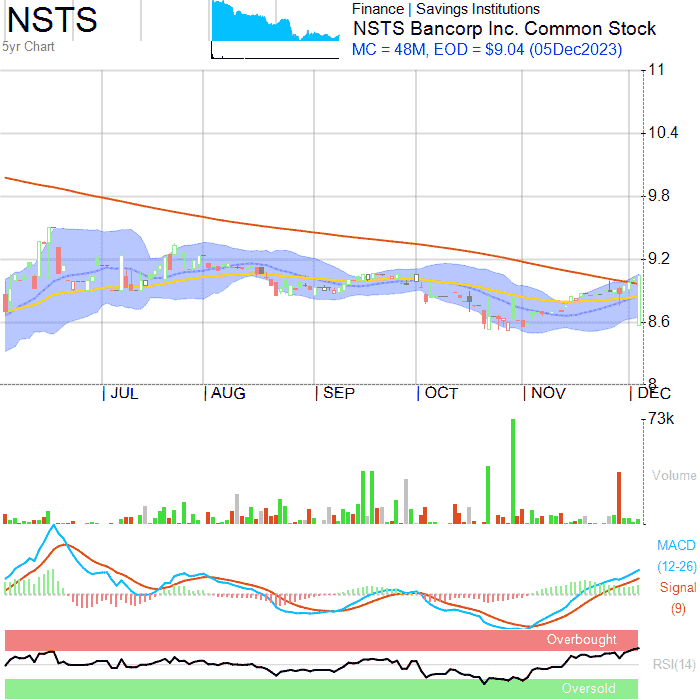 NSTS
5yr Chart
Finance | Savings Institutions
NSTS Bancorp Inc. Common Stock
MC = 48M, EOD = $9.04 (05Dec2023)
11
10.4
9.8
9.2
8.6
8
JUL AUG SEP OCT NOV DEC
73k
Volume
MACD
(12-26)
Signal
(9)
Overbought
RSI(14)
Oversold